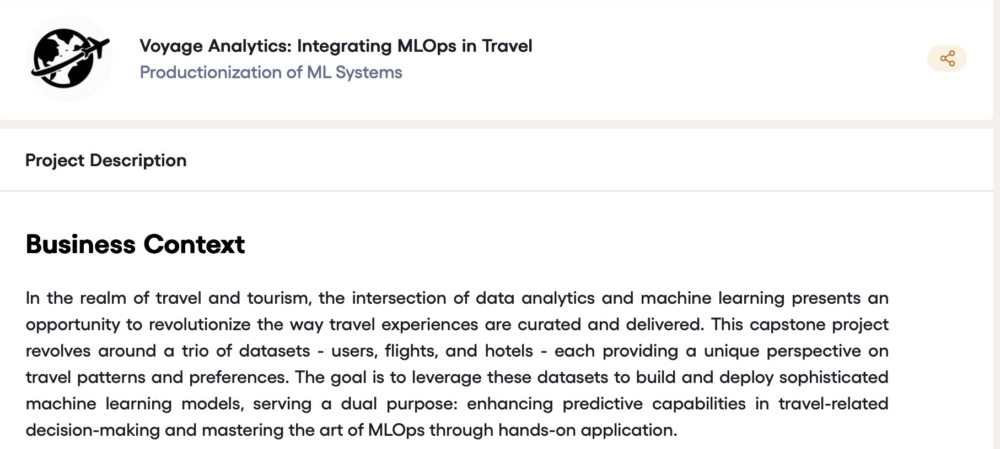 Voyage Analytics: Integrating MLOps in Travel
Productionization of ML Systems
Project Description
Business Context
In the realm of travel and tourism, the intersection of data analytics and machine learning presents an
opportunity to revolutionize the way travel experiences are curated and delivered. This capstone project
revolves around a trio of datasets - users, flights, and hotels - each providing a unique perspective on
travel patterns and preferences. The goal is to leverage these datasets to build and deploy sophisticated
machine learning models, serving a dual purpose: enhancing predictive capabilities in travel-related
decision-making and mastering the art of MLOps through hands-on application.